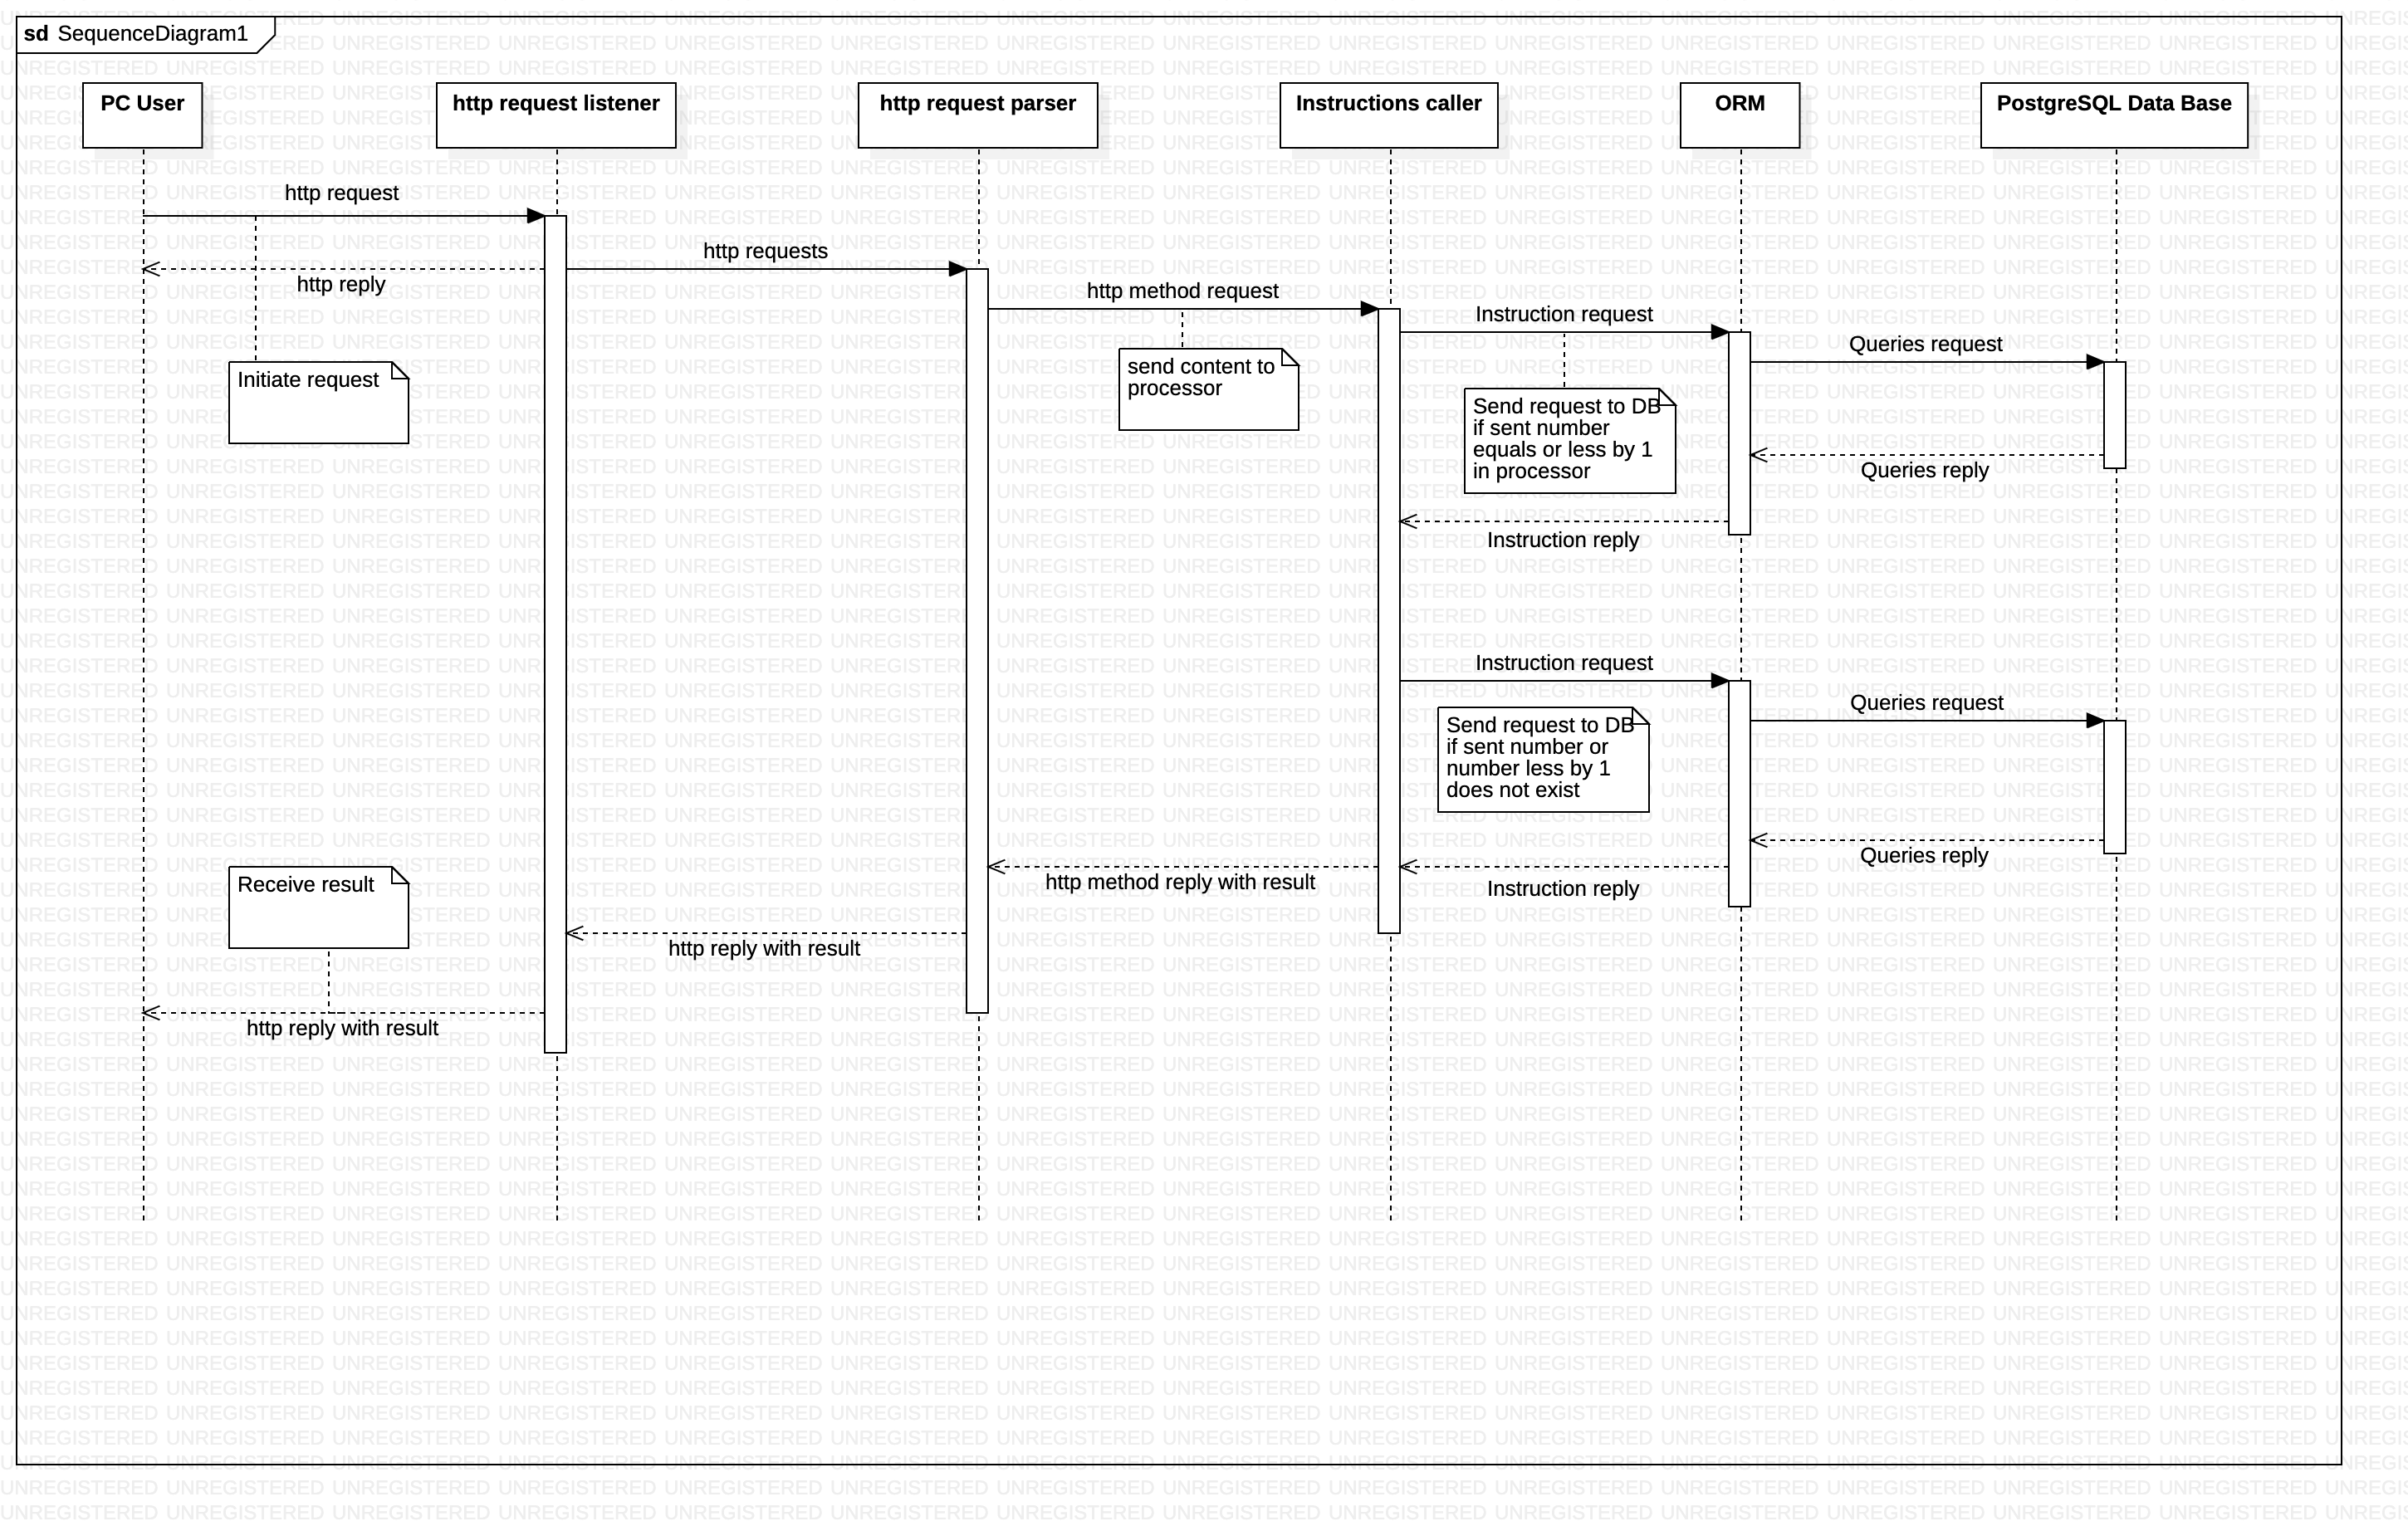 sd SequenceDiagram1
PC User
http request listener
http request parser
Instructions caller
ORM
PostgreSQL Data Base
http request
http requests
http reply
http method request
Instruction request
Queries request
Initiate request
send content to
processor
Send request to DB
if sent number
equals or less by 1
in processor
Queries reply
Instruction reply
Instruction request
Queries request
Send request to DB
if sent number or
number less by 1
does not exist
Queries reply
Receive result
http method reply with result
Instruction reply
http reply with result
http reply with result
UNREGISTERED